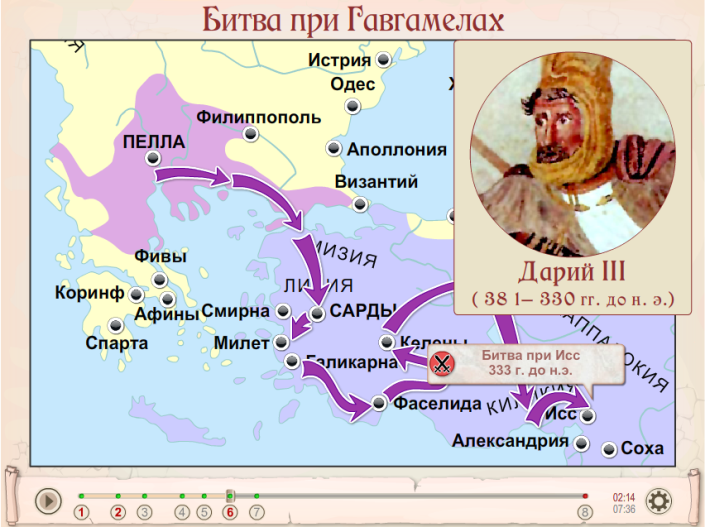 Битва при Гавгамелах
Истрия
Одес
Филиппополь
ПЕЛЛА
Аполлония
Византий
МИЗИЯ
Фивы
ЛИДИЯ
Коринф
Афины
Смирна
САРДЫ
Спарта
Милет
Келены
Галикарна
Фаселида
Исс
Александрия
Соха
Дарий III
( 38 1– 330 гг. до н. э.)
Битва при Исс
333 г. до н.э.
1 2 3 4 5 6 7 8
02:14
07:36